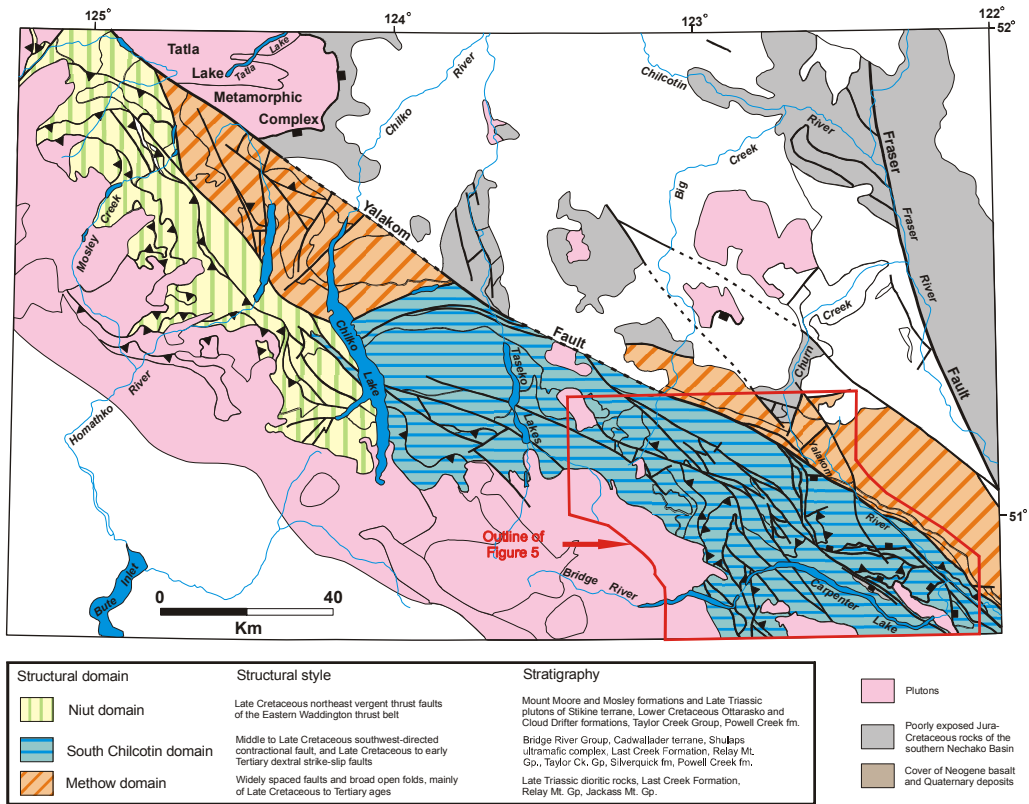 125°
124°
123°
122°
52°
Tatla
Lake
Metamorphic
Complex
Tatla
Lake
Chilko
River
Chilcotin
River
Fraser
Fraser
River
Fault
Big
Creek
Churn
Creek
Yalakom
Fault
Mosley
Creek
Homathko
River
Chilko
Lake
Taseko
Lakes
Yalakom
River
51°
Outline of
Figure 5
Bridge River
Carpenter
Lake
Bute Inlet
0 40
Km
Structural domain Structural style Stratigraphy
Niut domain
Late Cretaceous northeast vergent thrust faults
of the Eastern Waddington thrust belt
Mount Moore and Mosley formations and Late Triassic
plutons of Stikine terrane, Lower Cretaceous Ottarasko and
Cloud Drifter formations, Taylor Creek Group, Powell Creek fm.
South Chilcotin domain
Middle to Late Cretaceous southwest-directed
contractional fault, and Late Cretaceous to early
Tertiary dextral strike-slip faults
Bridge River Group, Cadwallader terrane, Shulaps
ultramafic complex, Last Creek Formation, Relay Mt.
Gp., Taylor Ck. Gp, Silverquick fm, Powell Creek fm.
Methow domain
Widely spaced faults and broad open folds, mainly
of Late Cretaceous to Tertiary ages
Late Triassic dioritic rocks, Last Creek Formation,
Relay Mt. Gp, Jackass Mt. Gp.
Plutons
Poorly exposed Jura-
Cretaceous rocks of the
southern Nechako Basin
Cover of Neogene basalt
and Quaternary deposits